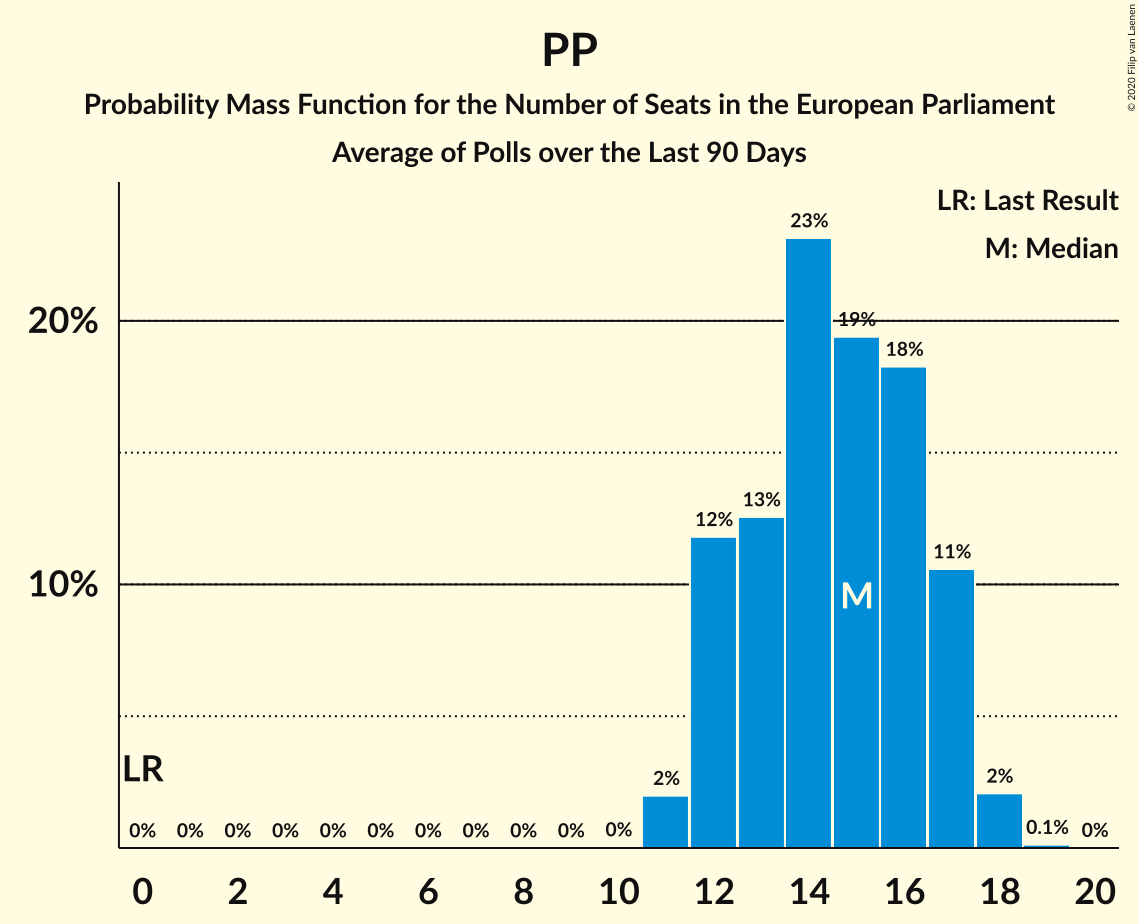 PP
Probability Mass Function for the Number of Seats in the European Parliament
Average of Polls over the Last 90 Days
© 2020 Filip van Laenen
LR: Last Result
M: Median
23%
20%
19%
18%
13%
12%
11%
10%
M
LR
2%
2%
0% 0% 0% 0% 0% 0% 0% 0% 0% 0% 0% 0.1% 0%
0 2 4 6 8 10 12 14 16 18 20